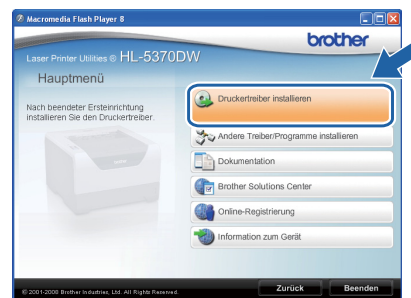 Macromedia Flash Player 8
brother
Laser Printer Utilities ® HL-5370DW
Hauptmenü
Nach beendeter Ersteinrichtung
installieren Sie den Druckertreiber.
Druckertreiber installieren
Andere Treiber/Programme installieren
Dokumentation
Brother Solutions Center
Online-Registrierung
Information zum Gerät
© 2001-2008 Brother Industries, Ltd. All Rights Reserved.
Zurück
Beenden